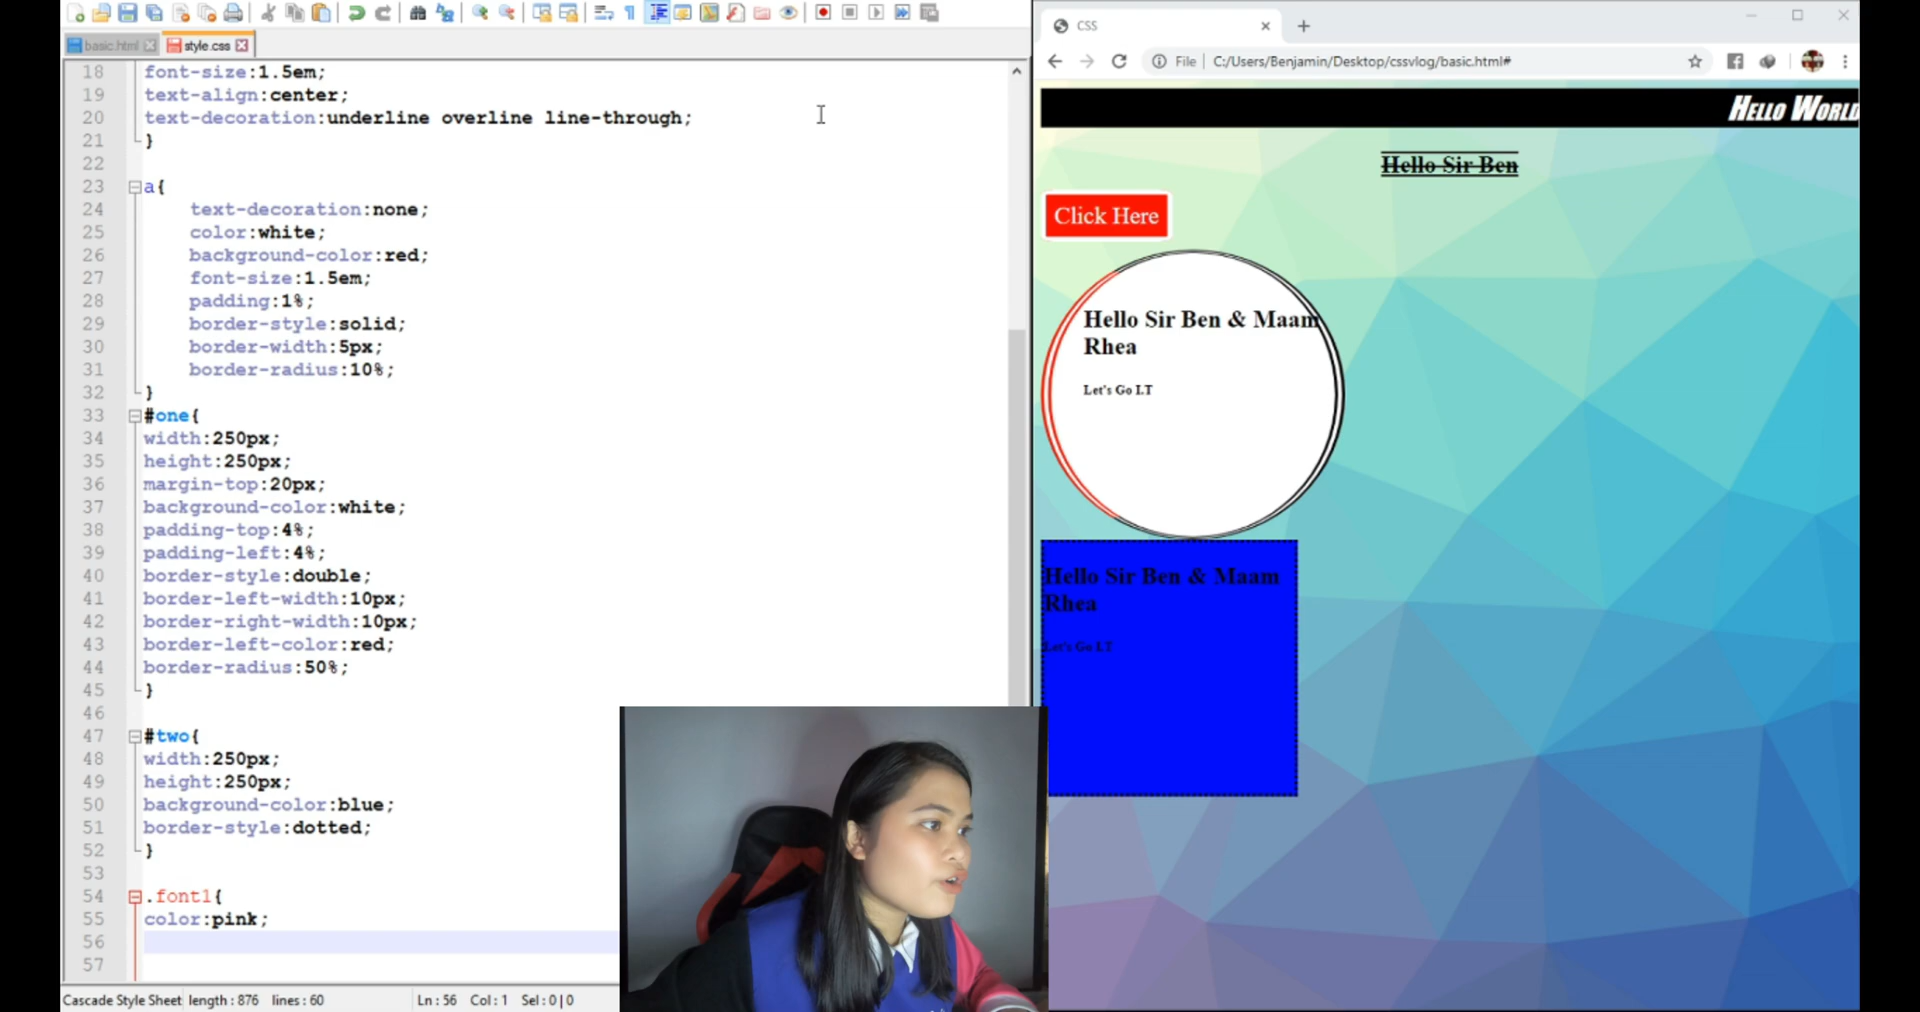 basic.html
style.css
18 font-size:1.5em;
19 text-align:center;
20 text-decoration:underline overline line-through;
21 }
22
23 a{
24 text-decoration:none;
25 color:white;
26 background-color:red;
27 font-size:1.5em;
28 padding:1%;
29 border-style:solid;
30 border-width:5px;
31 border-radius:10%;
32 }
33 #one{
34 width:250px;
35 height:250px;
36 margin-top:20px;
37 background-color:white;
38 padding-top:4%;
39 padding-left:4%;
40 border-style:double;
41 border-left-width:10px;
42 border-right-width:10px;
43 border-left-color:red;
44 border-radius:50%;
45 }
46
47 #two{
48 width:250px;
49 height:250px;
50 background-color:blue;
51 border-style:dotted;
52 }
53
54 .font1{
55 color:pink;
56
57
Cascade Style Sheet length : 876 lines : 60 Ln : 56 Col : 1 Sel : 0 | 0
CSS
File C:/Users/Benjamin/Desktop/cssvlog/basic.html#
HELLO WORLD
Hello Sir Ben
Click Here
Hello Sir Ben & Maam
Rhea
Let's Go I.T
Hello Sir Ben & Maam
Rhea
Let's Go I.T